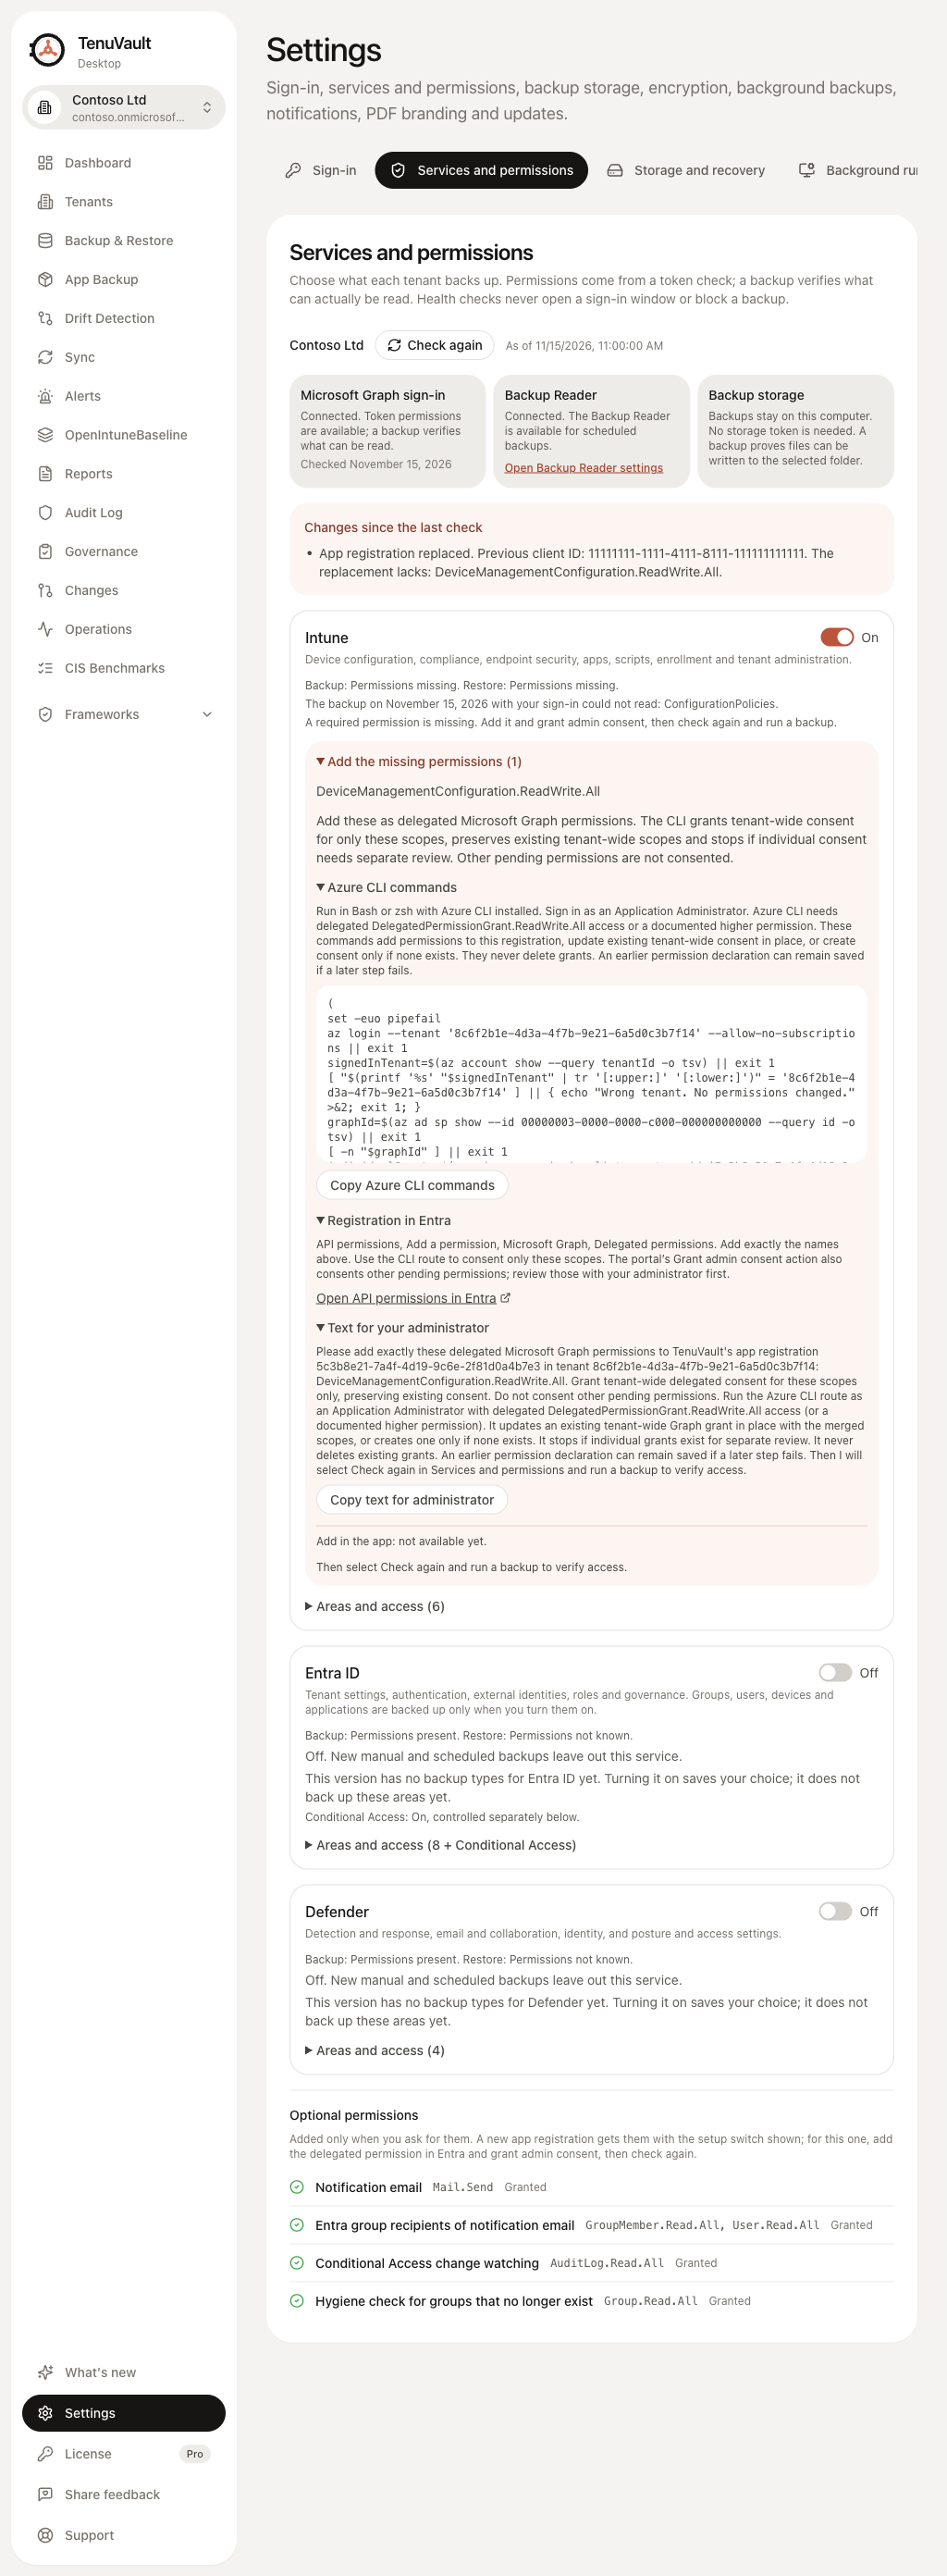 TenuVault
Desktop
Contoso Ltd
contoso.onmicrosof...
Dashboard
Tenants
Backup & Restore
App Backup
Drift Detection
Sync
Alerts
OpenIntuneBaseline
Reports
Audit Log
Governance
Changes
Operations
CIS Benchmarks
Frameworks
What's new
Settings
License
Pro
Share feedback
Support
Settings
Sign-in, services and permissions, backup storage, encryption, background backups,
notifications, PDF branding and updates.
Sign-in
Services and permissions
Storage and recovery
Background ru
Services and permissions
Choose what each tenant backs up. Permissions come from a token check; a backup verifies what
can actually be read. Health checks never open a sign-in window or block a backup.
Contoso Ltd
Check again
As of 11/15/2026, 11:00:00 AM
Microsoft Graph sign-in
Connected. Token permissions
are available; a backup verifies
what can be read.
Checked November 15, 2026
Backup Reader
Connected. The Backup Reader
is available for scheduled
backups.
Open Backup Reader settings
Backup storage
Backups stay on this computer.
No storage token is needed. A
backup proves files can be
written to the selected folder.
Changes since the last check
• App registration replaced. Previous client ID: 11111111-1111-4111-8111-111111111111. The
replacement lacks: DeviceManagementConfiguration.ReadWrite.All.
Intune
On
Device configuration, compliance, endpoint security, apps, scripts, enrollment and tenant administration.
Backup: Permissions missing. Restore: Permissions missing.
The backup on November 15, 2026 with your sign-in could not read: ConfigurationPolicies.
A required permission is missing. Add it and grant admin consent, then check again and run a backup.
Add the missing permissions (1)
DeviceManagementConfiguration.ReadWrite.All
Add these as delegated Microsoft Graph permissions. The CLI grants tenant-wide consent
for only these scopes, preserves existing tenant-wide scopes and stops if individual consent
needs separate review. Other pending permissions are not consented.
Azure CLI commands
Run in Bash or zsh with Azure CLI installed. Sign in as an Application Administrator. Azure CLI needs
delegated DelegatedPermissionGrant.ReadWrite.All access or a documented higher permission. These
commands add permissions to this registration, update existing tenant-wide consent in place, or create
consent only if none exists. They never delete grants. An earlier permission declaration can remain saved
if a later step fails.
(
set -euo pipefail
az login --tenant '8c6f2b1e-4d3a-4f7b-9e21-6a5d0c3b7f14' --allow-no-subscriptio
ns || exit 1
signedInTenant=$(az account show --query tenantId -o tsv) || exit 1
[ "$(printf '%s' "$signedInTenant" | tr '[:upper:]' '[:lower:]')" = '8c6f2b1e-4
d3a-4f7b-9e21-6a5d0c3b7f14' ] || { echo "Wrong tenant. No permissions changed."
>&2; exit 1; }
graphId=$(az ad sp show --id 00000003-0000-0000-c000-000000000000 --query id -o
tsv) || exit 1
[ -n "$graphId" ] || exit 1
Copy Azure CLI commands
Registration in Entra
API permissions, Add a permission, Microsoft Graph, Delegated permissions. Add exactly the names
above. Use the CLI route to consent only these scopes. The portal's Grant admin consent action also
consents other pending permissions; review those with your administrator first.
Open API permissions in Entra
Text for your administrator
Please add exactly these delegated Microsoft Graph permissions to TenuVault's app registration
5c3b8e21-7a4f-4d19-9c6e-2f81d0a4b7e3 in tenant 8c6f2b1e-4d3a-4f7b-9e21-6a5d0c3b7f14:
DeviceManagementConfiguration.ReadWrite.All. Grant tenant-wide delegated consent for these scopes
only, preserving existing consent. Do not consent other pending permissions. Run the Azure CLI route as
an Application Administrator with delegated DelegatedPermissionGrant.ReadWrite.All access (or a
documented higher permission). It updates an existing tenant-wide Graph grant in place with the merged
scopes, or creates one only if none exists. It stops if individual grants exist for separate review. It never
deletes existing grants. An earlier permission declaration can remain saved if a later step fails. Then I will
select Check again in Services and permissions and run a backup to verify access.
Copy text for administrator
Add in the app: not available yet.
Then select Check again and run a backup to verify access.
Areas and access (6)
Entra ID
Off
Tenant settings, authentication, external identities, roles and governance. Groups, users, devices and
applications are backed up only when you turn them on.
Backup: Permissions present. Restore: Permissions not known.
Off. New manual and scheduled backups leave out this service.
This version has no backup types for Entra ID yet. Turning it on saves your choice; it does not
back up these areas yet.
Conditional Access: On, controlled separately below.
Areas and access (8 + Conditional Access)
Defender
Off
Detection and response, email and collaboration, identity, and posture and access settings.
Backup: Permissions present. Restore: Permissions not known.
Off. New manual and scheduled backups leave out this service.
This version has no backup types for Defender yet. Turning it on saves your choice; it does not
back up these areas yet.
Areas and access (4)
Optional permissions
Added only when you ask for them. A new app registration gets them with the setup switch shown; for this one, add
the delegated permission in Entra and grant admin consent, then check again.
Notification email Mail.Send Granted
Entra group recipients of notification email GroupMember.Read.All, User.Read.All Granted
Conditional Access change watching AuditLog.Read.All Granted
Hygiene check for groups that no longer exist Group.Read.All Granted